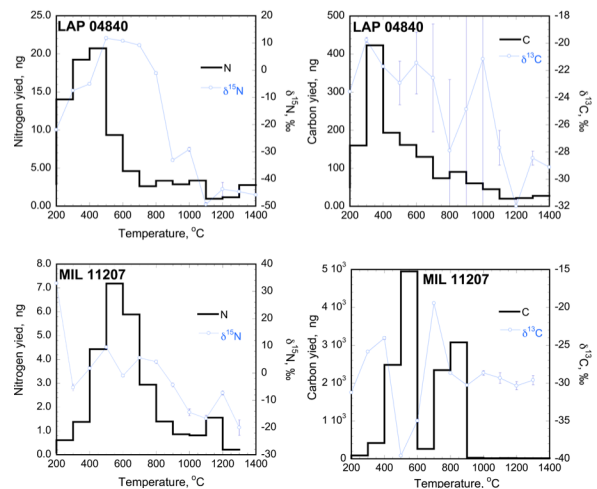 LAP 04840
25.0
20.0
15.0
10.0
5.00
0.00
Nitrogen yied, ng
N
δ15N
20
10
0
-10
-20
-30
-40
-50
δ15N, ‰
200 400 600 800 1000 1200 1400
Temperature, oC
LAP 04840
500
400
300
200
100
0.00
Carbon yied, ng
C
δ13C
-18
-20
-22
-24
-26
-28
-30
-32
δ13C, ‰
200 400 600 800 1000 1200 1400
Temperature, oC
MIL 11207
8.0
7.0
6.0
5.0
4.0
3.0
2.0
1.0
0.0
Nitrogen yied, ng
N
δ15N
40
30
20
10
0
-10
-20
-30
δ15N, ‰
200 400 600 800 1000 1200 1400
Temperature, oC
MIL 11207
5 103
4 103
3 103
2 103
1 103
0
Carbon yied, ng
C
δ13C
-15
-20
-25
-30
-35
-40
δ13C, ‰
200 400 600 800 1000 1200 1400
Temperature, oC